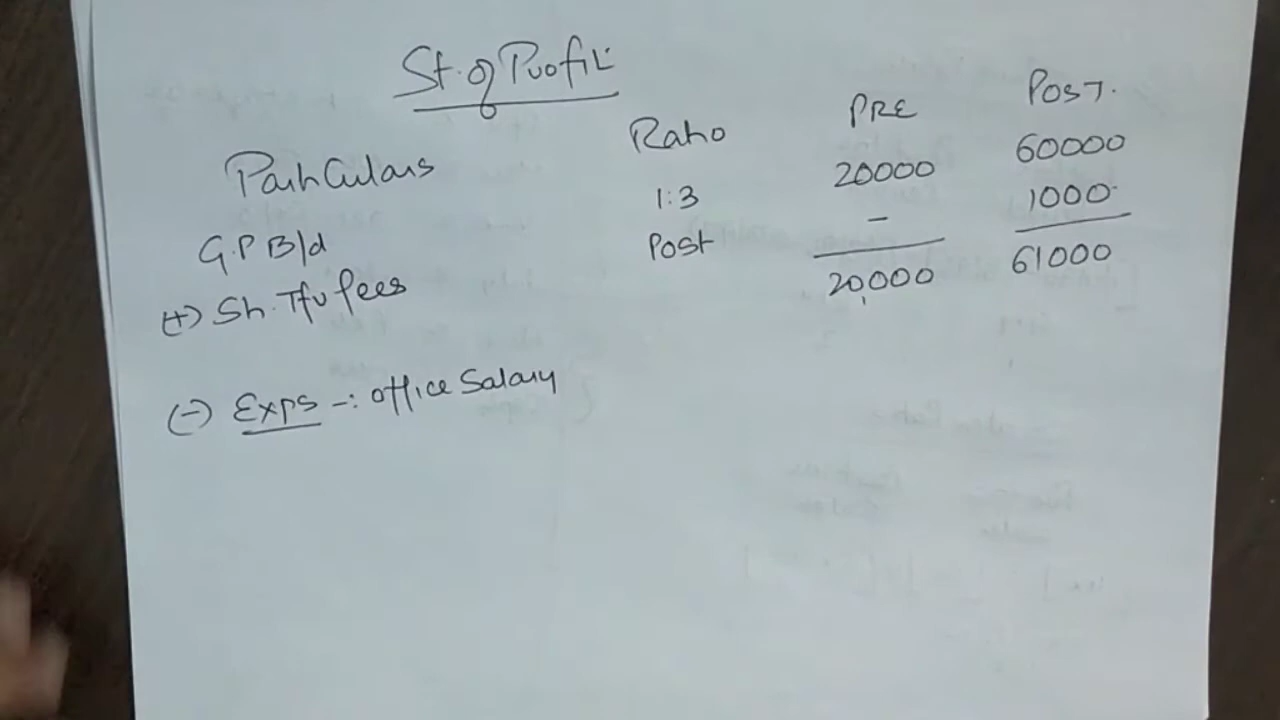 St. of Profit
Particulars Ratio PRE POST.
G.P B/d 1:3 20000 60000
(+) Sh. Tfr fees Post - 1000
20,000 61000
(-) Exps -: office Salary